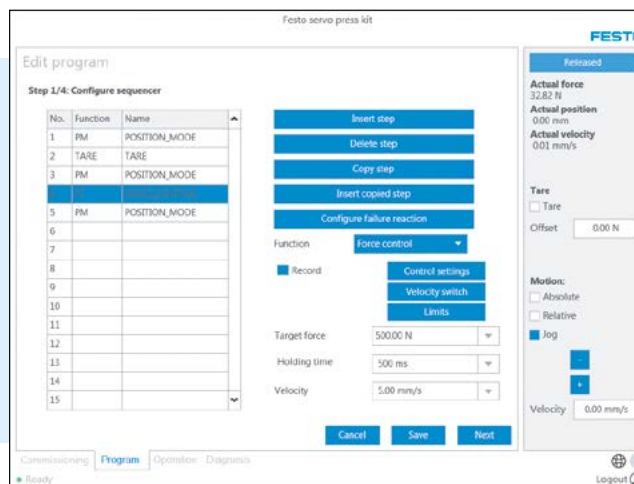 Festo servo press kit
FESTO
Edit program
Step 1/4: Configure sequencer
No. Function Name
1 PM POSITION_MODE
2 TARE TARE
3 PM POSITION_MODE
5 PM POSITION_MODE
6
7
8
9
10
11
12
13
14
15
Insert step
Delete step
Copy step
Insert copied step
Configure failure reaction
Function Force control
Record Control settings
Velocity switch
Limits
Target force 500.00 N
Holding time 500 ms
Velocity 5.00 mm/s
Cancel Save Next
Released
Actual force
32.82 N
Actual position
0.00 mm
Actual velocity
0.01 mm/s
Tare
Tare
Offset 0.00 N
Motion:
Absolute
Relative
Jog
-
+
Velocity 0.00 mm/s
Commissioning Program Operation Diagnosis
Ready
Logout